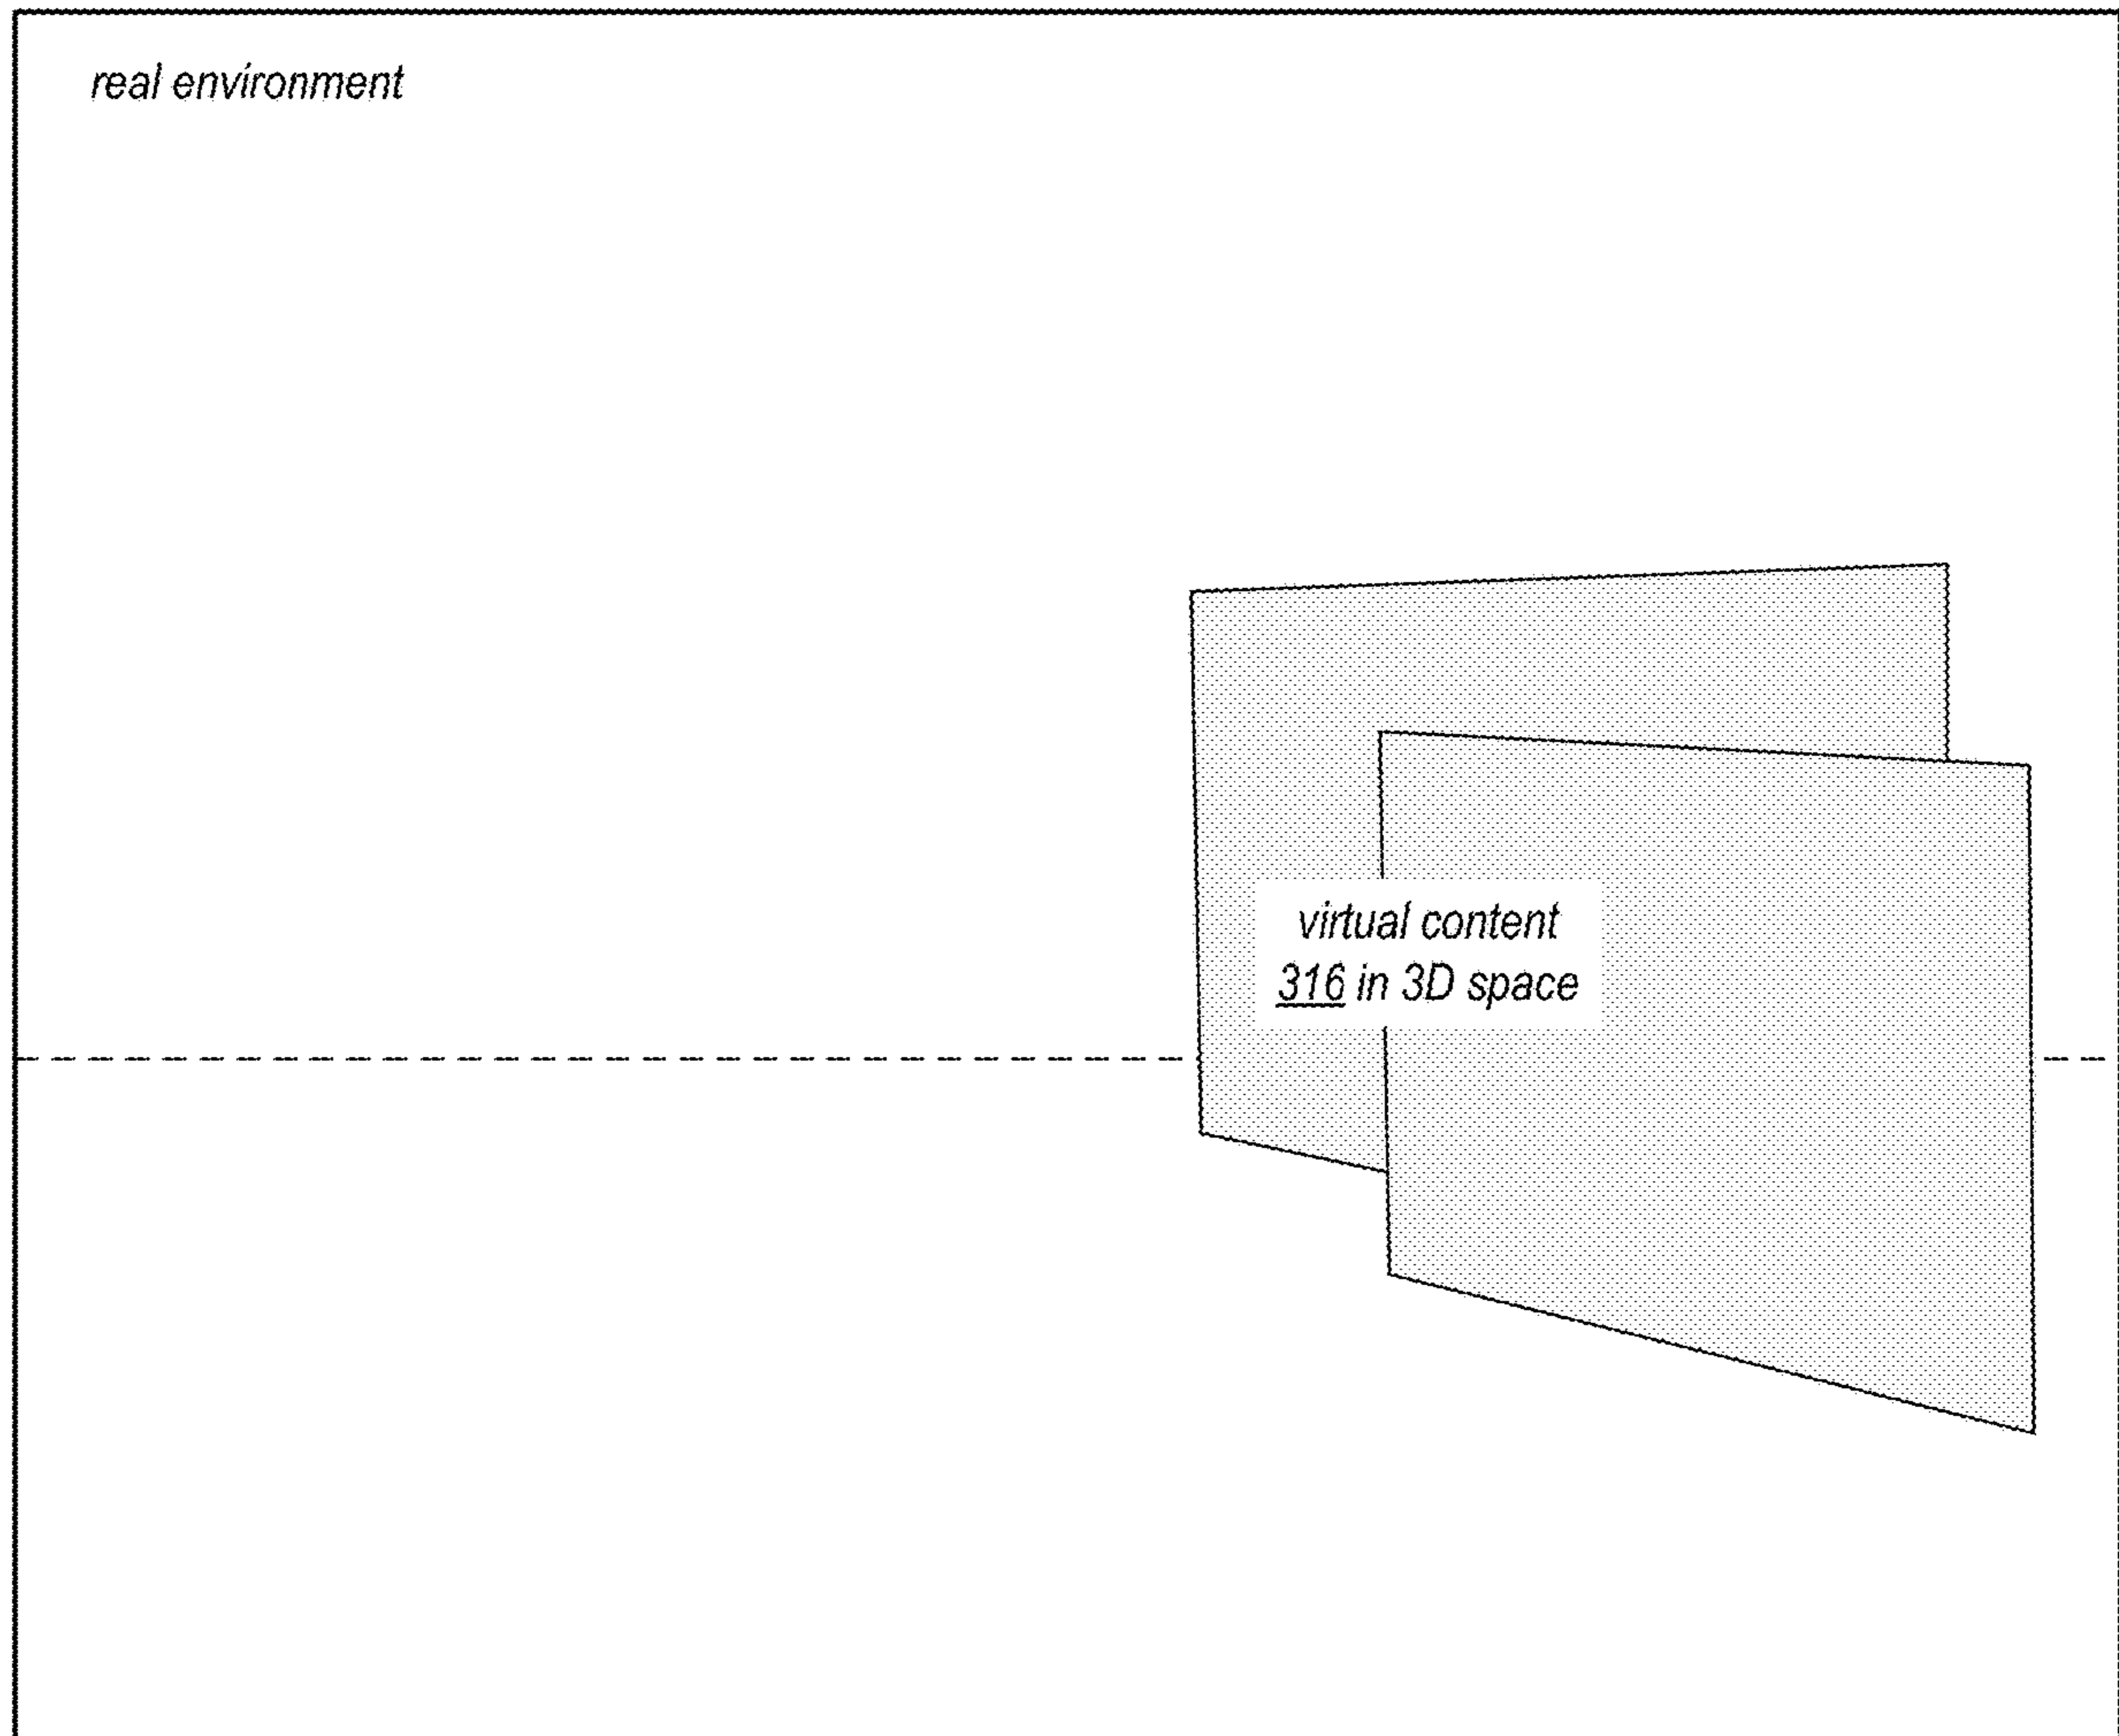 real environment
virtual content
316 in 3D space